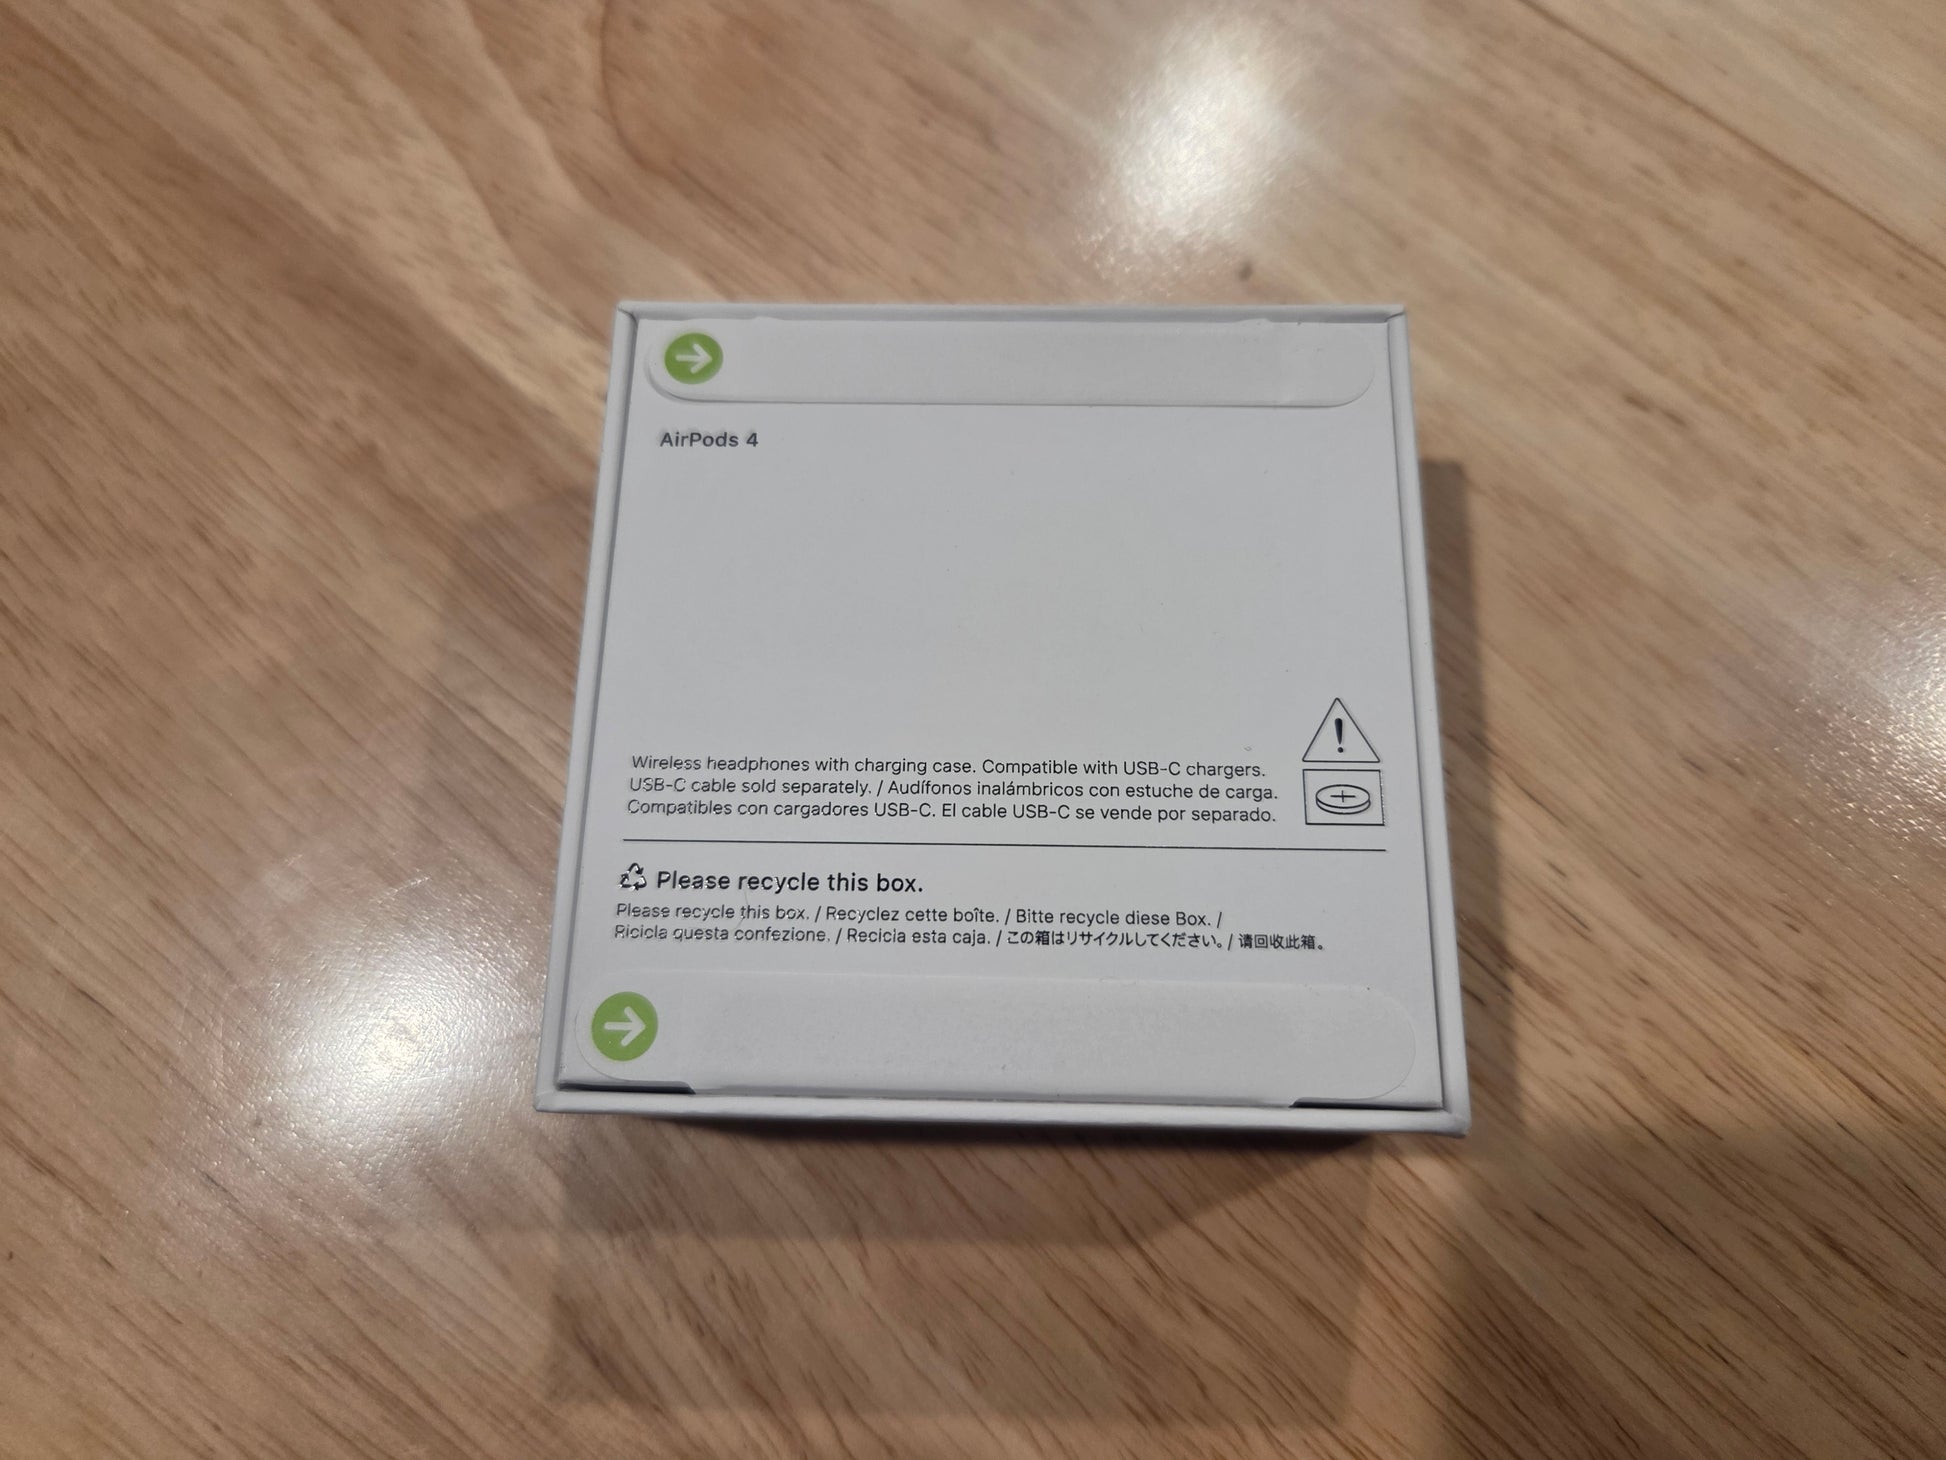 AirPods 4
Wireless headphones with charging case. Compatible with USB-C chargers.
USB-C cable sold separately. / Audífonos inalámbricos con estuche de carga.
Compatibles con cargadores USB-C. El cable USB-C se vende por separado.
Please recycle this box.
Please recycle this box. / Recyclez cette boîte. / Bitte recycle diese Box. /
Ricicla questa confezione. / Recicla esta caja. / この箱はリサイクルしてください。/ 请回收此箱。